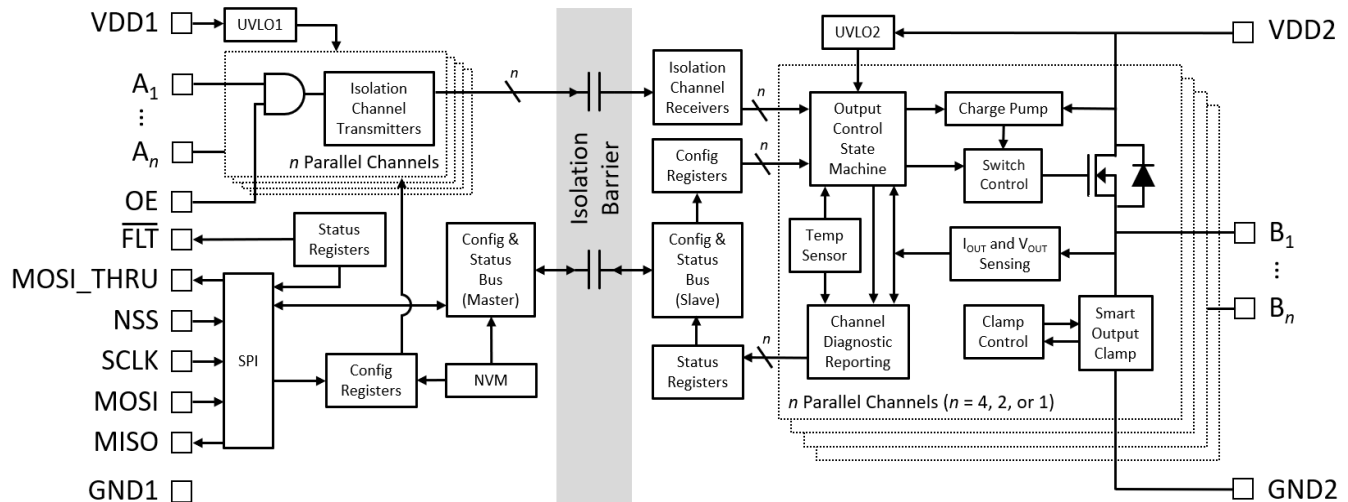 VDD1
UVLO1
A1
⋮
An
OE
FLT
MOSI_THRU
NSS
SCLK
MOSI
MISO
GND1
Isolation
Channel
Transmitters
n Parallel Channels
n
Status
Registers
SPI
Config
Registers
Config &
Status
Bus
(Master)
NVM
Isolation
Barrier
Isolation
Channel
Receivers
n
Config
Registers
n
Config &
Status
Bus
(Slave)
Status
Registers
n
UVLO2
Output
Control
State
Machine
Charge Pump
Switch
Control
Temp
Sensor
IOUT and VOUT
Sensing
Channel
Diagnostic
Reporting
Clamp
Control
Smart
Output
Clamp
n Parallel Channels (n = 4, 2, or 1)
VDD2
B1
⋮
Bn
GND2